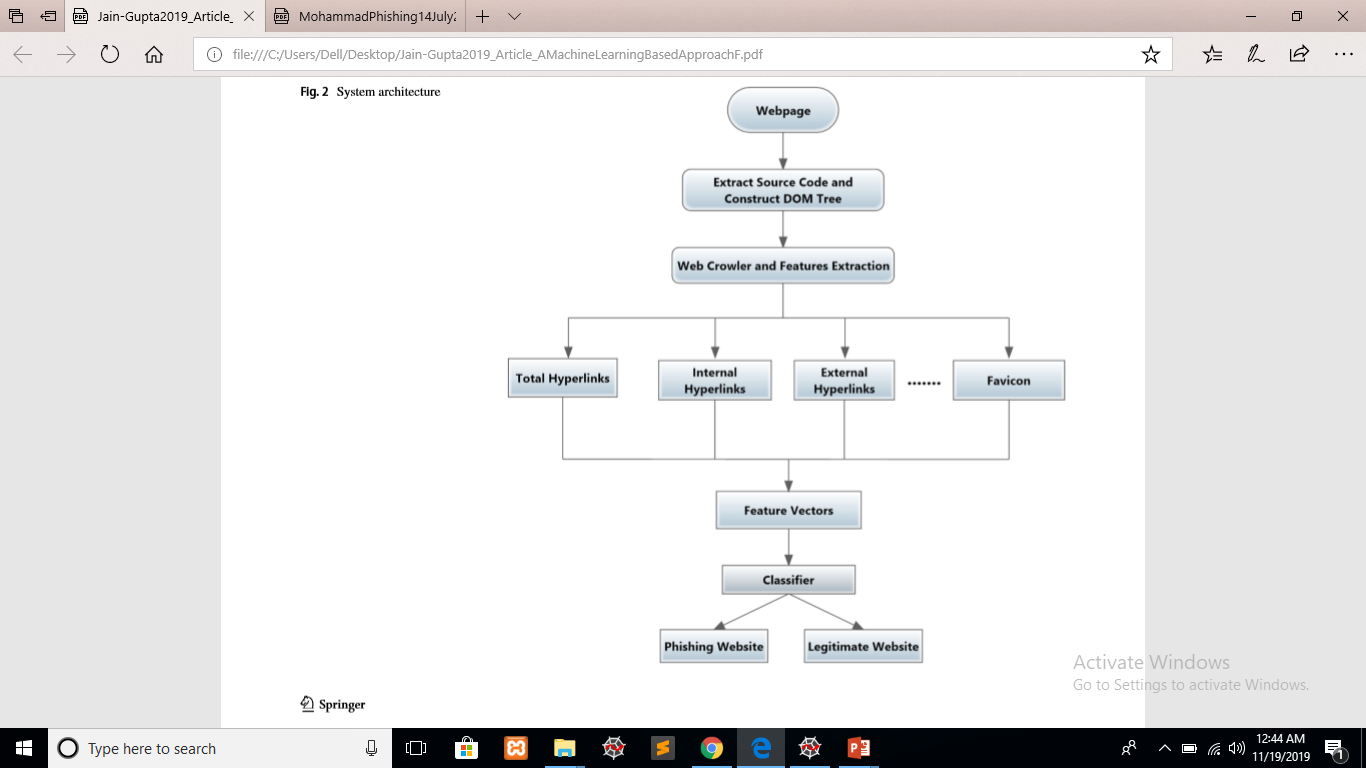 Jain-Gupta2019_Article_
MohammadPhishing14July2
file:///C:/Users/Dell/Desktop/Jain-Gupta2019_Article_AMachineLearningBasedApproachF.pdf
Fig. 2 System architecture
Webpage
Extract Source Code and
Construct DOM Tree
Web Crowler and Features Extraction
Total Hyperlinks
Internal
Hyperlinks
External
Hyperlinks
.......
Favicon
Feature Vectors
Classifier
Phishing Website
Legitimate Website
Activate Windows
Go to Settings to activate Windows.
Springer
Type here to search
12:44 AM
11/19/2019
1